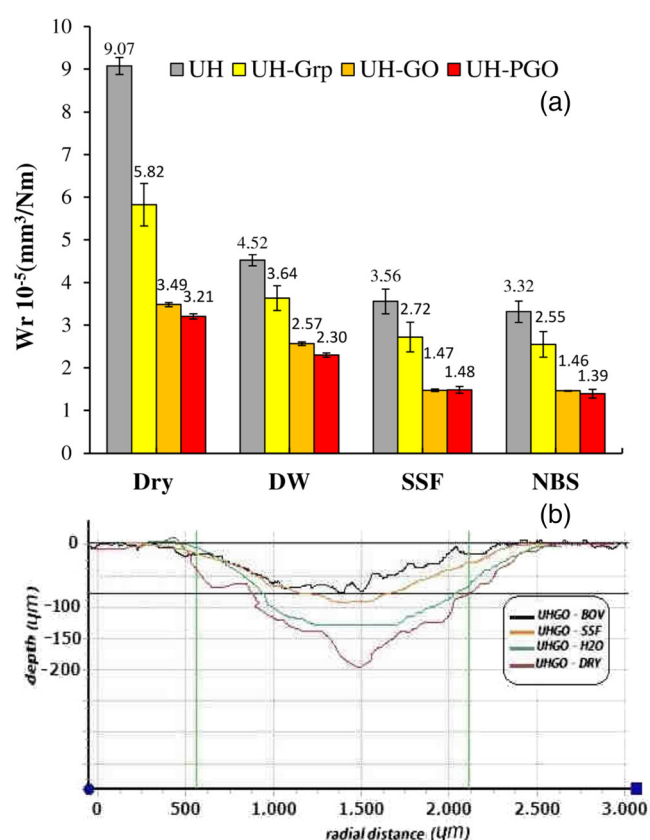 10
9.07
9
UH UH-Grp UH-GO UH-PGO
(a)
8
7
6
5.82
5
4.52
4
3.49
3.21
3.64
3.56
3.32
3
2.57
2.30
2.72
2.55
2
1.47
1.48
1.46
1.39
1
0
Wr 10⁻⁵(mm³/Nm)
Dry DW SSF NBS
(b)
0
-100
-150
-200
depth (µm)
UHGO - BOV
UHGO - SSF
UHGO - H2O
UHGO - DRY
0 500 1.000 1.500 2.000 2.500 3.000
radial distance (µm)